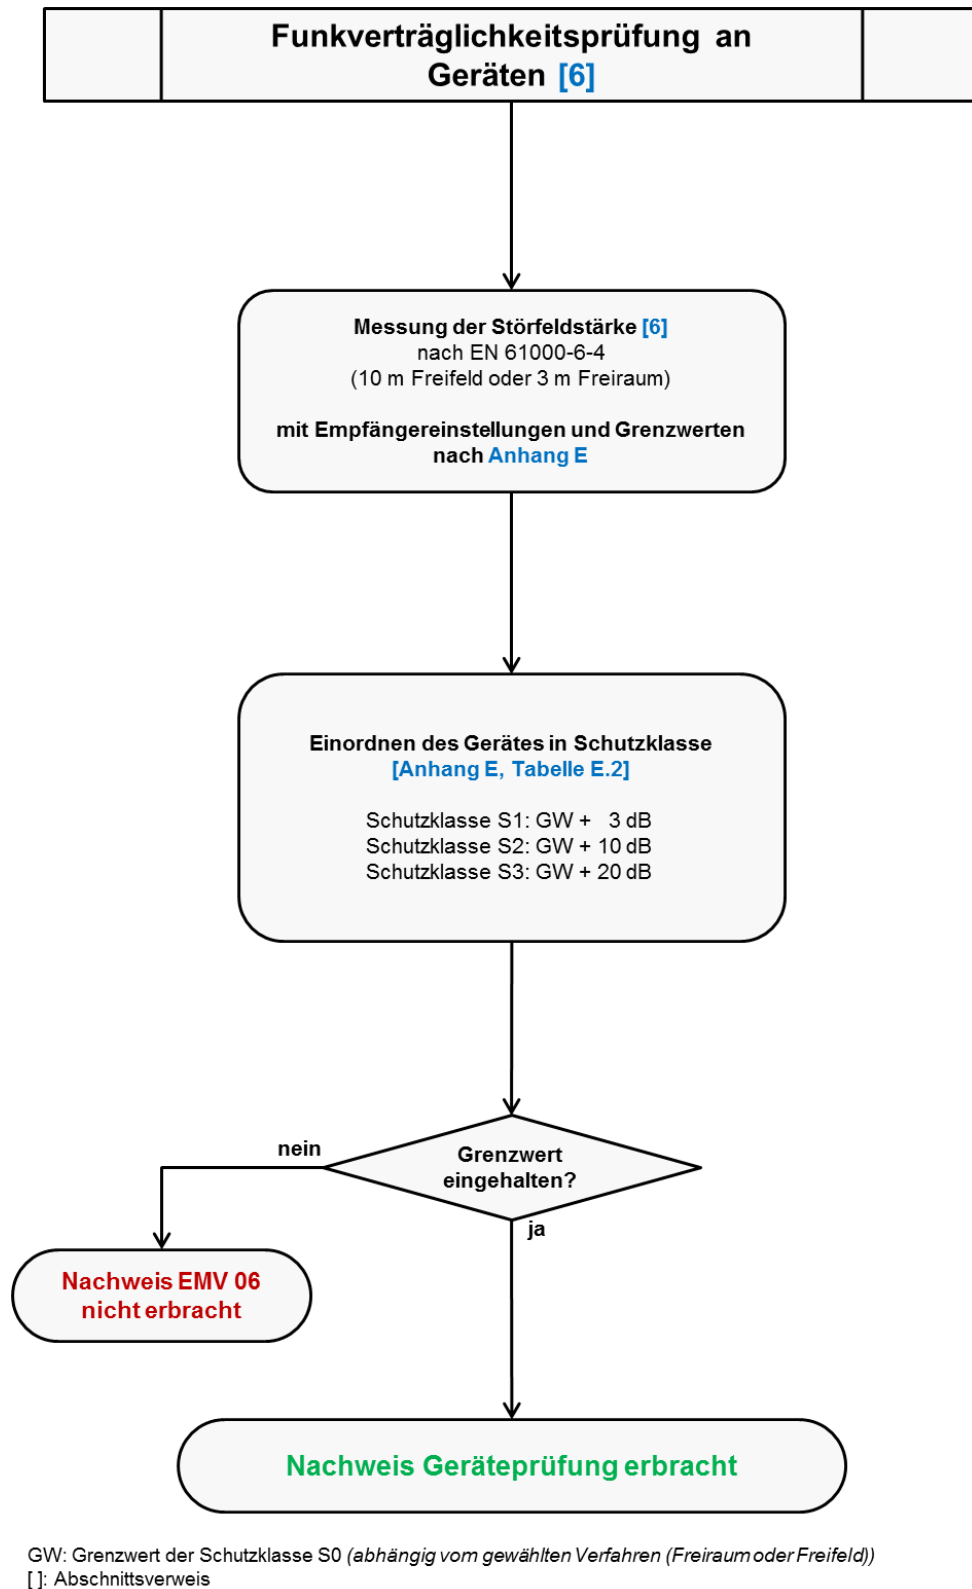 Funkverträglichkeitsprüfung an
Geräten [6]
Messung der Störfeldstärke [6]
nach EN 61000-6-4
(10 m Freifeld oder 3 m Freiraum)
mit Empfängereinstellungen und Grenzwerten
nach Anhang E
Einordnen des Gerätes in Schutzklasse
[Anhang E, Tabelle E.2]
Schutzklasse S1: GW + 3 dB
Schutzklasse S2: GW + 10 dB
Schutzklasse S3: GW + 20 dB
nein
Grenzwert
eingehalten?
ja
Nachweis EMV 06
nicht erbracht
Nachweis Geräteprüfung erbracht
GW: Grenzwert der Schutzklasse S0 (abhängig vom gewählten Verfahren (Freiraum oder Freifeld))
[ ]: Abschnittsverweis